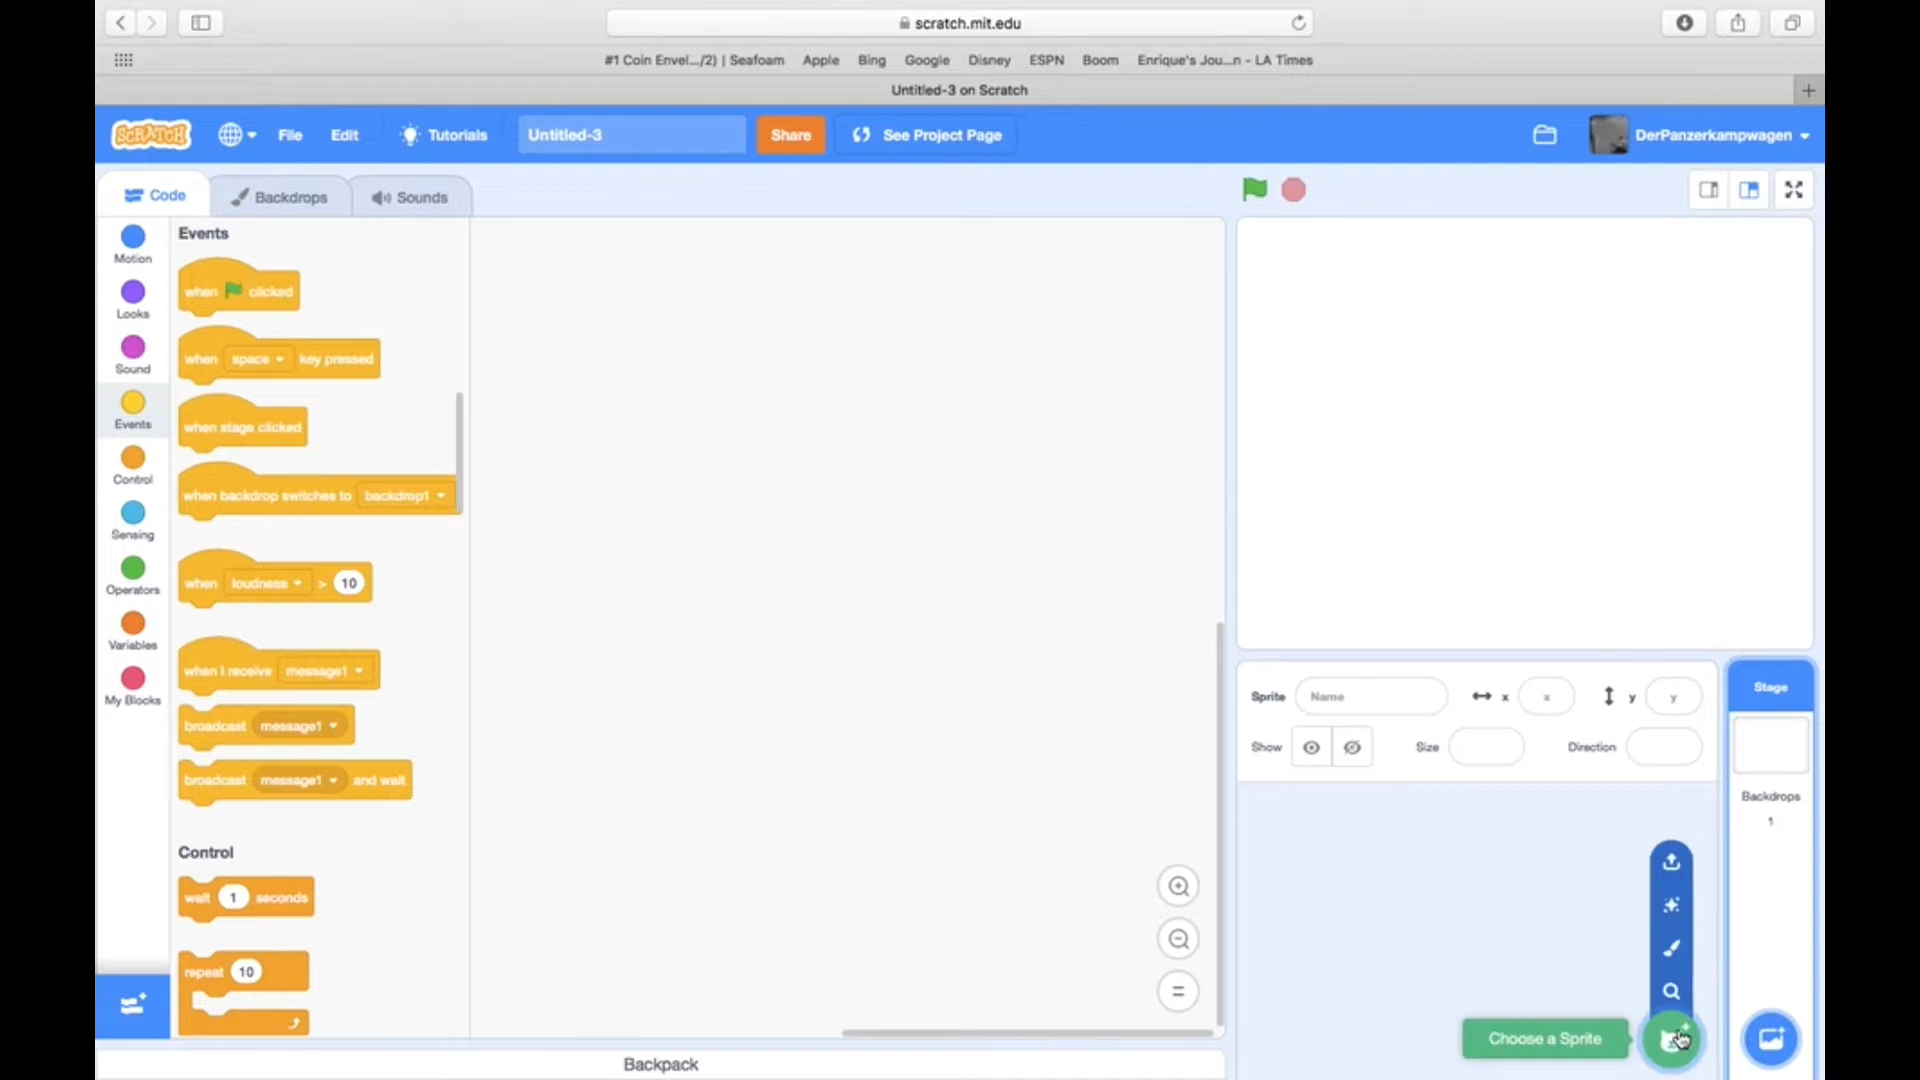 scratch.mit.edu
#1 Coin Envel.../2) | Seafoam Apple Bing Google Disney ESPN Boom Enrique's Jou...n - LA Times
Untitled-3 on Scratch
SCRATCH File Edit Tutorials Untitled-3 Share See Project Page DerPanzerkampwagen
Code Backdrops Sounds
Motion
Looks
Sound
Events
Control
Sensing
Operators
Variables
My Blocks
Events
when clicked
when space key pressed
when stage clicked
when backdrop switches to backdrop1
when loudness > 10
when I receive message1
broadcast message1
broadcast message1 and wait
Control
wait 1 seconds
repeat 10
Backpack
Sprite Name x x y y
Show Size Direction
Stage
Backdrops
1
Choose a Sprite